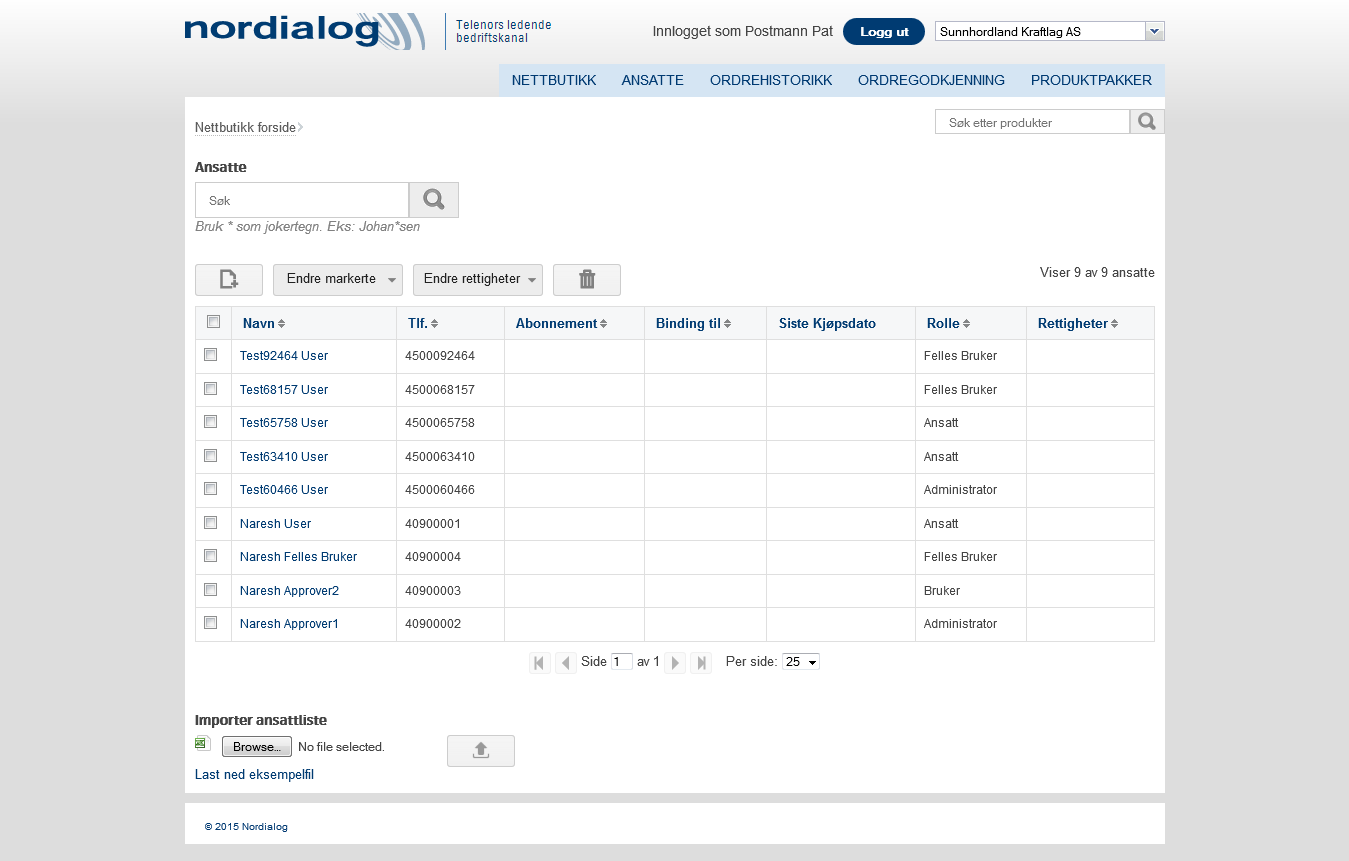 nordialog
Telenors ledende
bedriftskanal
Innlogget som Postmann Pat
Logg ut
Sunnhordland Kraftlag AS
NETTBUTIKK ANSATTE ORDREHISTORIKK ORDREGODKJENNING PRODUKTPAKKER
Nettbutikk forside
Søk etter produkter
Ansatte
Søk
Bruk * som jokertegn. Eks: Johan*sen
Endre markerte Endre rettigheter
Viser 9 av 9 ansatte
Navn Tlf. Abonnement Binding til Siste Kjøpsdato Rolle Rettigheter
Test92464 User 4500092464 Felles Bruker
Test68157 User 4500068157 Felles Bruker
Test65758 User 4500065758 Ansatt
Test63410 User 4500063410 Ansatt
Test60466 User 4500060466 Administrator
Naresh User 40900001 Ansatt
Naresh Felles Bruker 40900004 Felles Bruker
Naresh Approver2 40900003 Bruker
Naresh Approver1 40900002 Administrator
Side 1 av 1 Per side: 25
Importer ansattliste
Browse... No file selected.
Last ned eksempelfil
© 2015 Nordialog